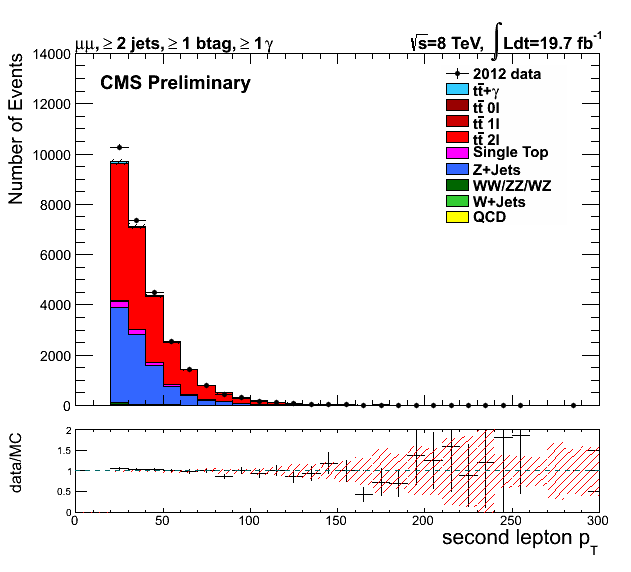 μμ, ≥ 2 jets, ≥ 1 btag, ≥ 1 γ
√s=8 TeV, ∫Ldt=19.7 fb⁻¹
CMS Preliminary
2012 data
tt̄+γ
tt̄ 0l
tt̄ 1l
tt̄ 2l
Single Top
Z+Jets
WW/ZZ/WZ
W+Jets
QCD
Number of Events
14000
12000
10000
8000
6000
4000
2000
0
data/MC
2
1.5
1
0.5
0
0 50 100 150 200 250 300
second lepton p_T